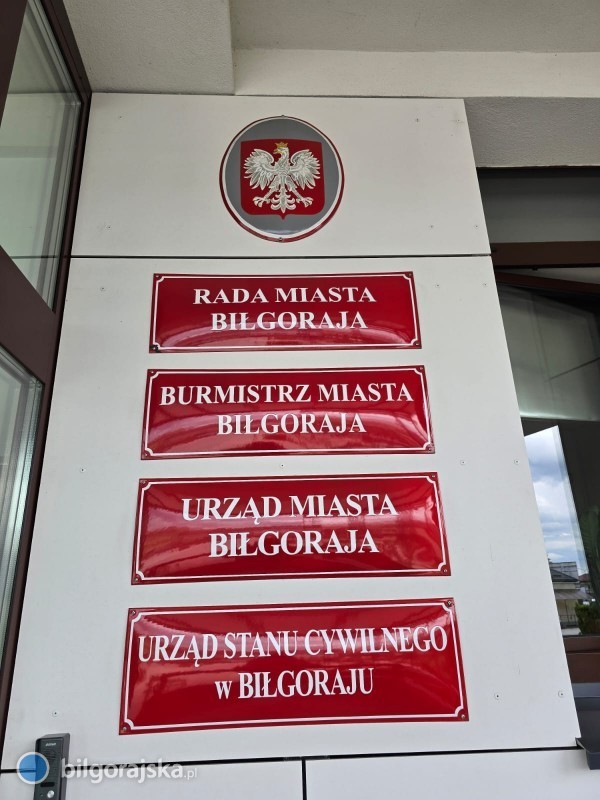 RADA MIASTA
BIŁGORAJA
BURMISTRZ MIASTA
BIŁGORAJA
URZĄD MIASTA
BIŁGORAJA
URZĄD STANU CYWILNEGO
w BIŁGORAJU
bilgorajska.pl